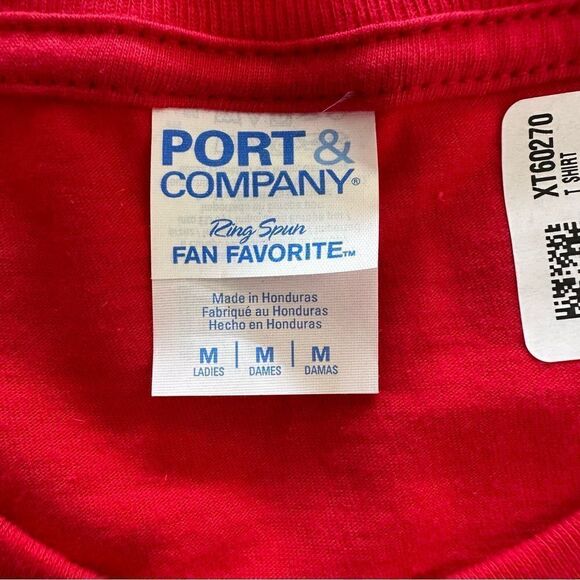 PORT &
COMPANY®
Ring Spun
FAN FAVORITE™
Made in Honduras
Fabriqué au Honduras
Hecho en Honduras
M | M | M
LADIES DAMES DAMAS
XT60270
T SHIRT